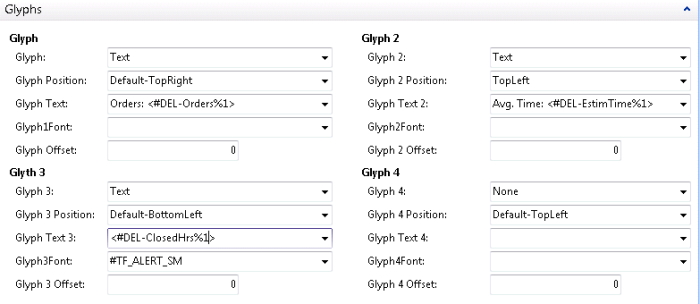 Glyphs
Glyph
Glyph: Text
Glyph Position: Default-TopRight
Glyph Text: Orders: <#DEL-Orders%1>
Glyph1Font:
Glyph Offset: 0
Glyth 3
Glyph 3: Text
Glyph 3 Position: Default-BottomLeft
Glyph Text 3: <#DEL-ClosedHrs%1>
Glyph3Font: #TF_ALERT_SM
Glyph 3 Offset: 0
Glyph 2
Glyph 2: Text
Glyph 2 Position: TopLeft
Glyph Text 2: Avg. Time: <#DEL-EstimTime%1>
Glyph2Font:
Glyph 2 Offset: 0
Glyph 4
Glyph 4: None
Glyph 4 Position: Default-TopLeft
Glyph Text 4:
Glyph4Font:
Glyph 4 Offset: 0